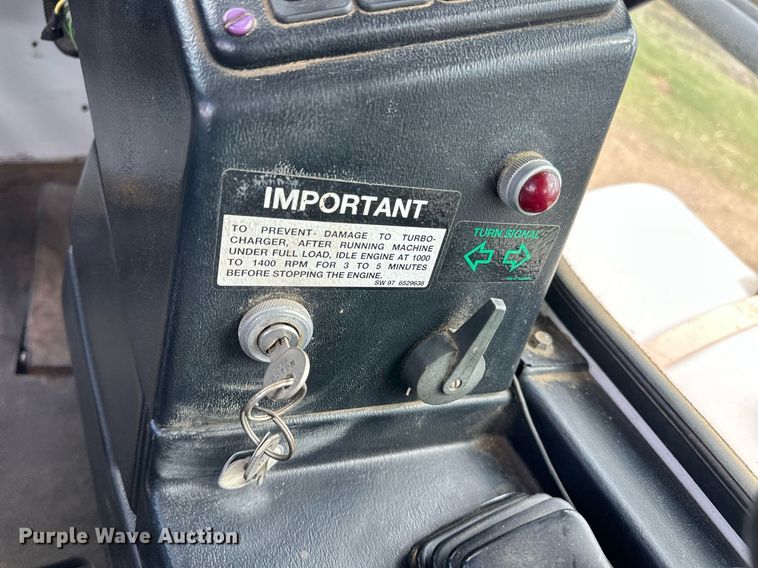 IMPORTANT
TO PREVENT DAMAGE TO TURBO-
CHARGER, AFTER RUNNING MACHINE
UNDER FULL LOAD, IDLE ENGINE AT 1000
TO 1400 RPM FOR 3 TO 5 MINUTES
BEFORE STOPPING THE ENGINE.
SW 97 6529638
TURN SIGNAL
Purple Wave Auction